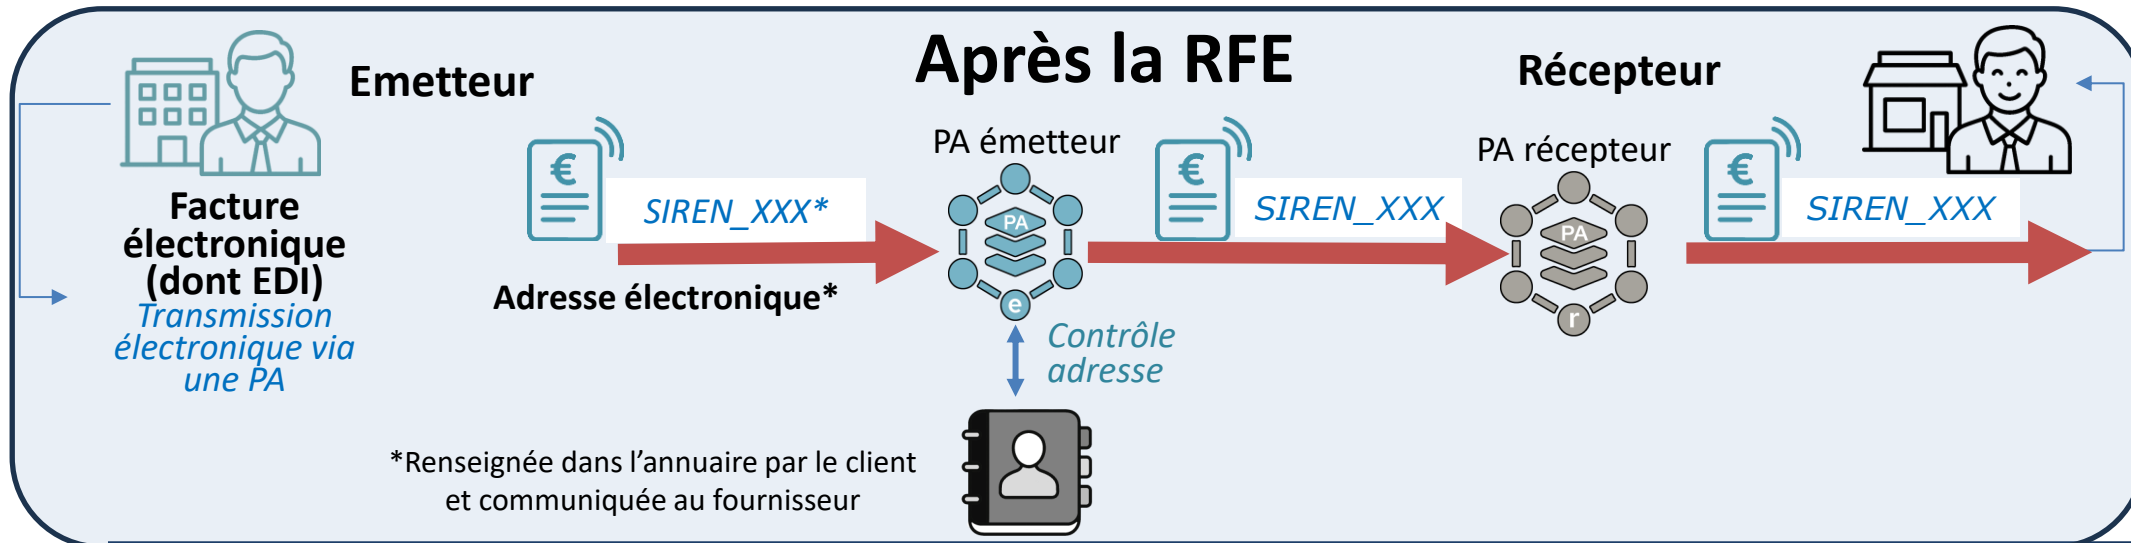 Après la RFE
Emetteur
Récepteur
PA émetteur
PA récepteur
€
SIREN_XXX*
€
SIREN_XXX
€
SIREN_XXX
PA
e
PA
r
Facture
électronique
(dont EDI)
Transmission
électronique via
une PA
Adresse électronique*
Contrôle
adresse
*Renseignée dans l’annuaire par le client
et communiquée au fournisseur